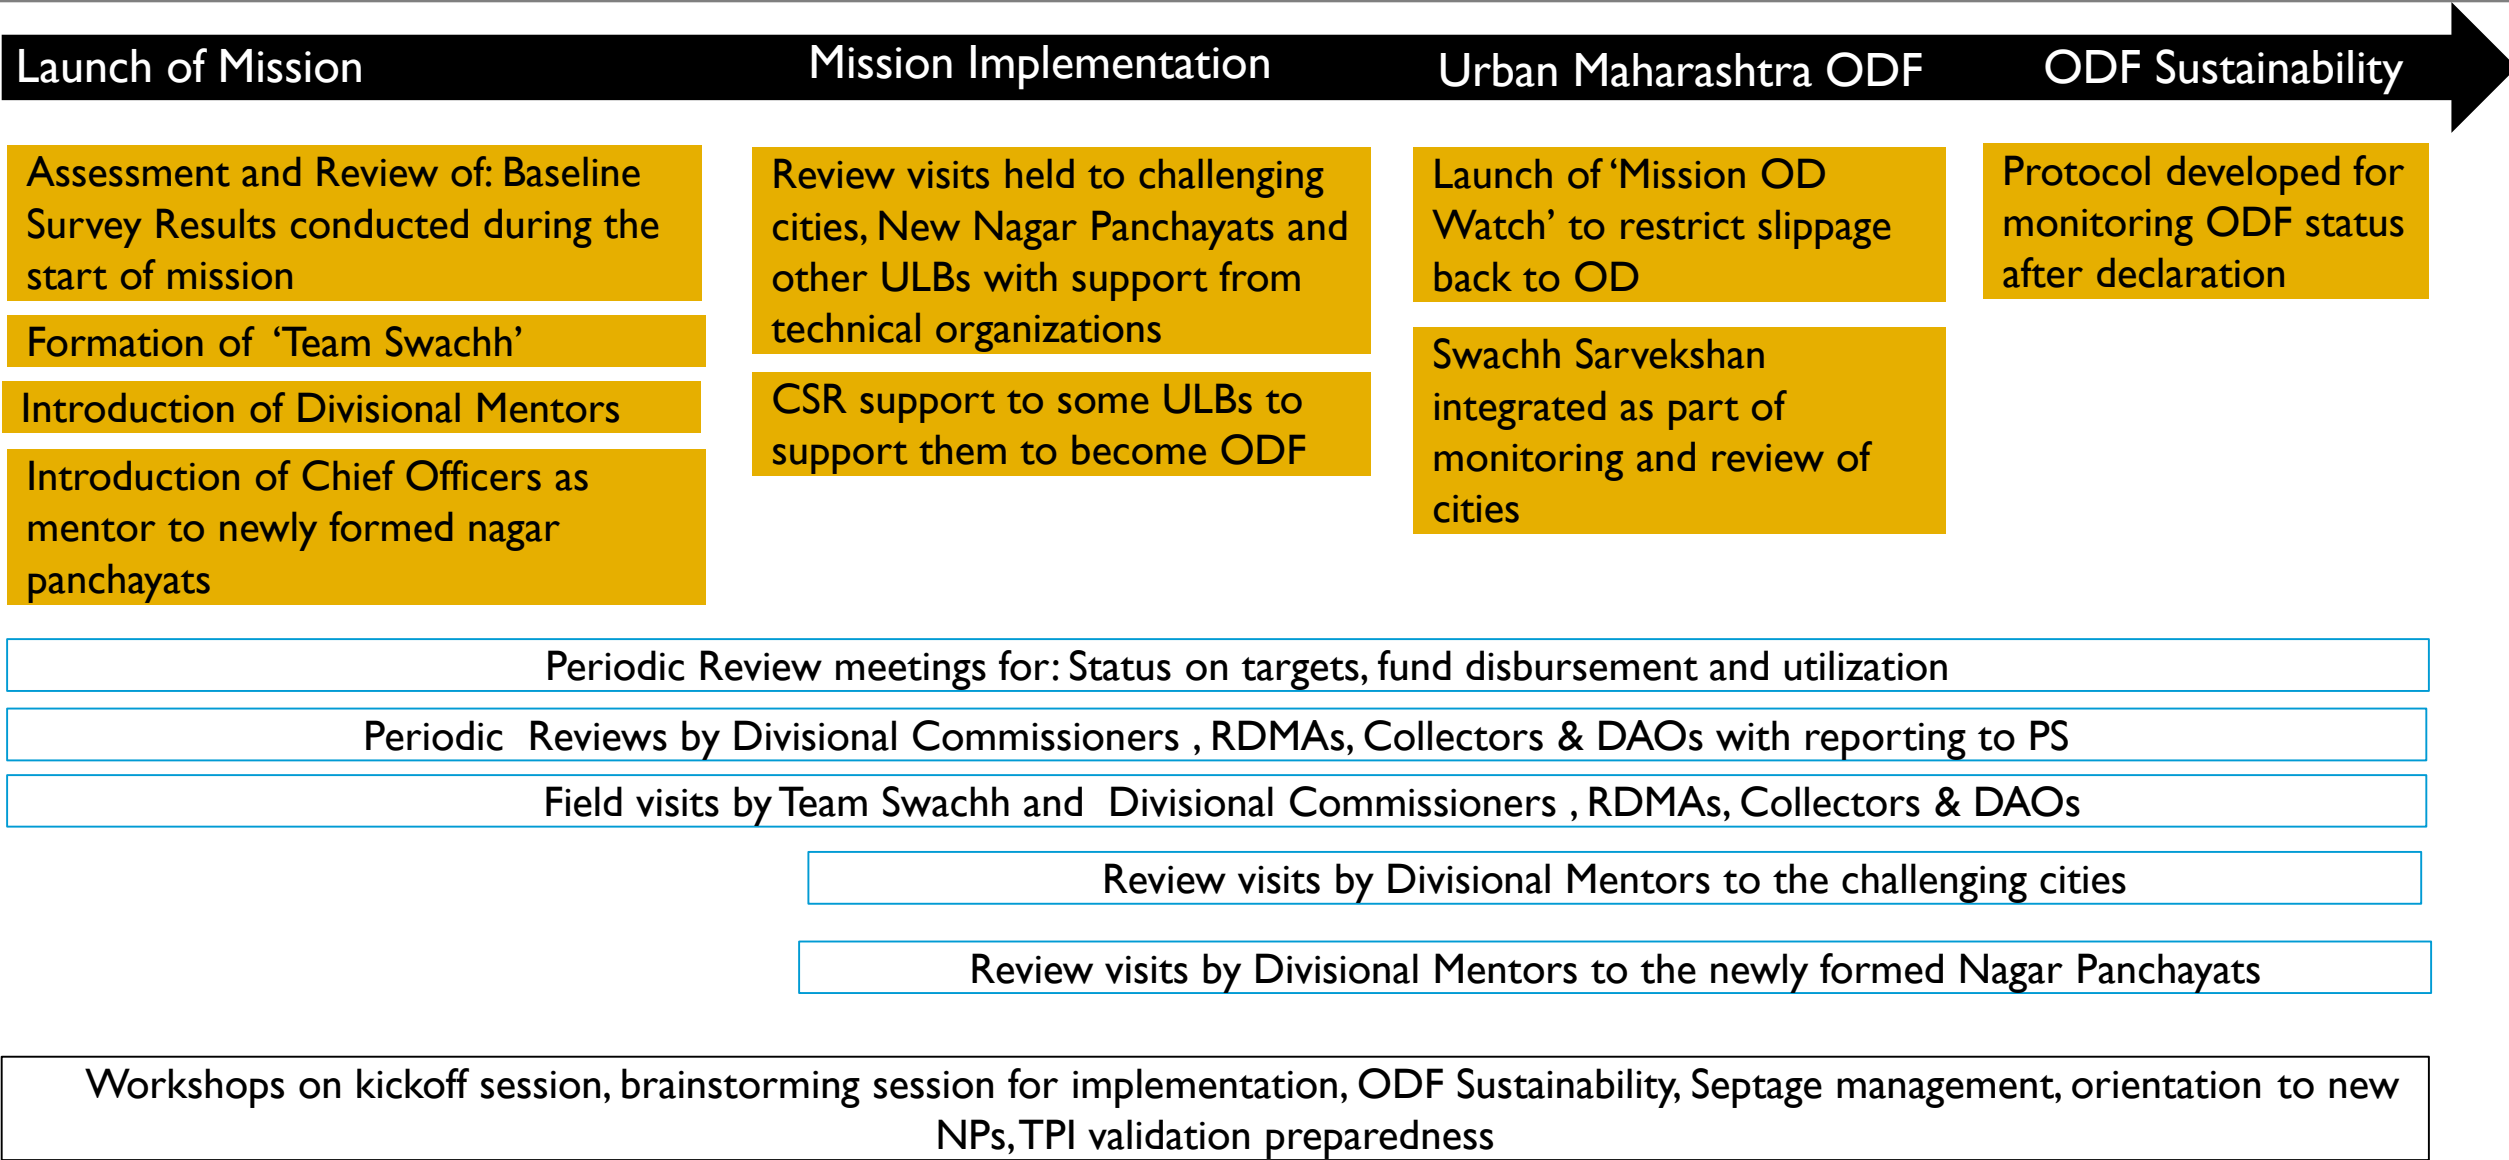 Launch of Mission
Mission Implementation
Urban Maharashtra ODF
ODF Sustainability
Assessment and Review of: Baseline
Survey Results conducted during the
start of mission
Formation of ‘Team Swachh’
Introduction of Divisional Mentors
Introduction of Chief Officers as
mentor to newly formed nagar
panchayats
Review visits held to challenging
cities, New Nagar Panchayats and
other ULBs with support from
technical organizations
CSR support to some ULBs to
support them to become ODF
Launch of ‘Mission OD
Watch’ to restrict slippage
back to OD
Swachh Sarvekshan
integrated as part of
monitoring and review of
cities
Protocol developed for
monitoring ODF status
after declaration
Periodic Review meetings for: Status on targets, fund disbursement and utilization
Periodic Reviews by Divisional Commissioners , RDMAs, Collectors & DAOs with reporting to PS
Field visits by Team Swachh and Divisional Commissioners , RDMAs, Collectors & DAOs
Review visits by Divisional Mentors to the challenging cities
Review visits by Divisional Mentors to the newly formed Nagar Panchayats
Workshops on kickoff session, brainstorming session for implementation, ODF Sustainability, Septage management, orientation to new
NPs, TPI validation preparedness